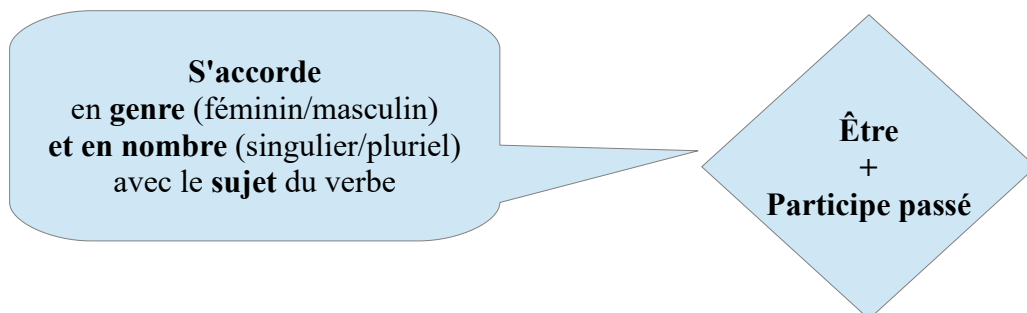 S'accorde
en genre (féminin/masculin)
et en nombre (singulier/pluriel)
avec le sujet du verbe
Être
+
Participe passé